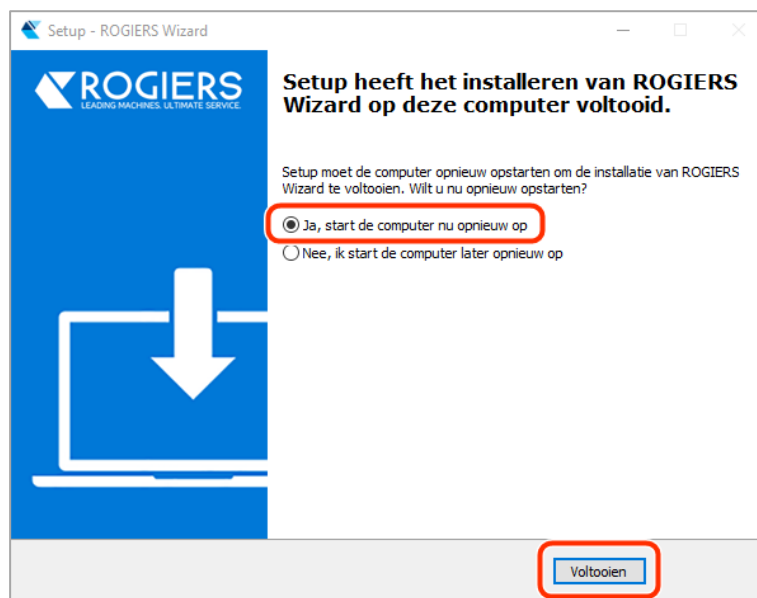 Setup - ROGIERS Wizard
ROGIERS
LEADING MACHINES. ULTIMATE SERVICE.
Setup heeft het installeren van ROGIERS
Wizard op deze computer voltooid.
Setup moet de computer opnieuw opstarten om de installatie van ROGIERS
Wizard te voltooien. Wilt u nu opnieuw opstarten?
Ja, start de computer nu opnieuw op
Nee, ik start de computer later opnieuw op
Voltooien